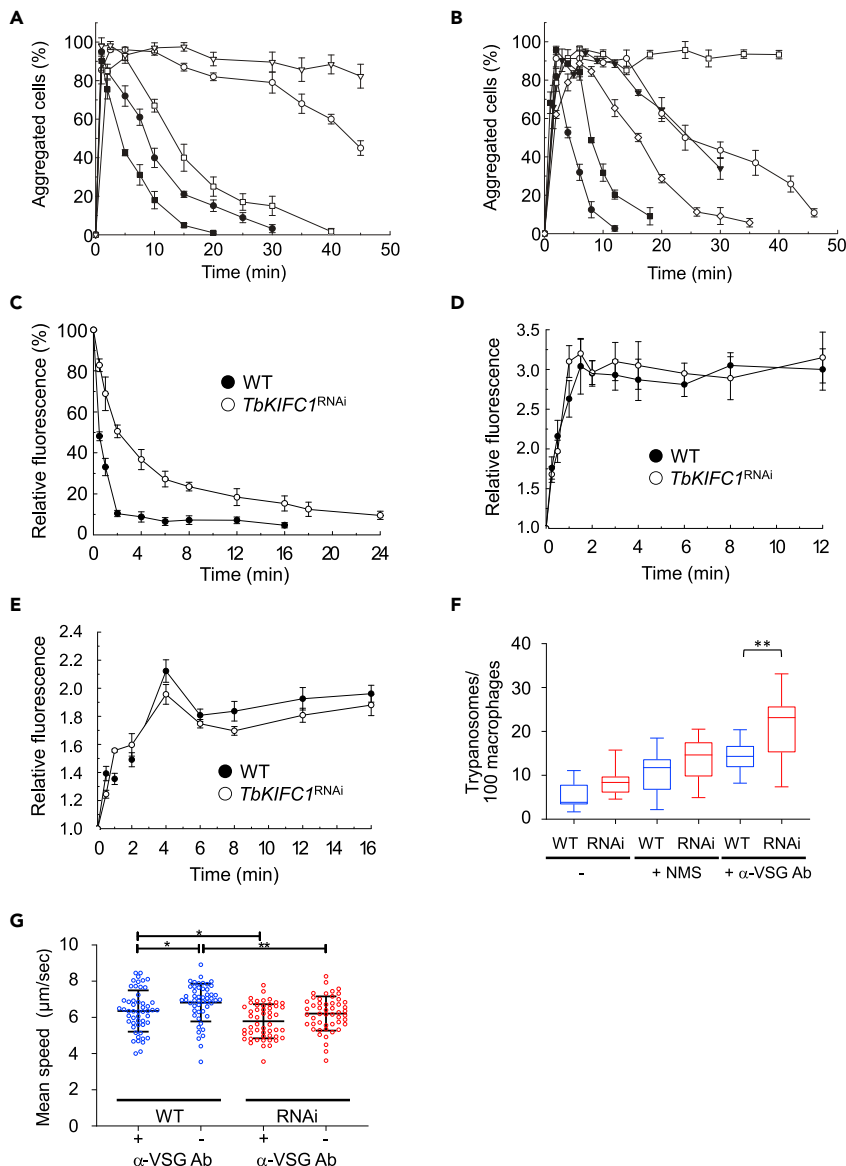 A
B
Aggregated cells (%)
100
80
60
40
20
0
0 10 20 30 40 50
Time (min)
Aggregated cells (%)
100
80
60
40
20
0
0 10 20 30 40 50
Time (min)
C
D
Relative fluorescence (%)
100
80
60
40
20
0
WT
TbKIFC1RNAi
0 4 8 12 16 20 24
Time (min)
Relative fluorescence
3.5
3.0
2.5
2.0
1.5
1.0
WT
TbKIFC1RNAi
0 2 4 6 8 10 12
Time (min)
E
F
Relative fluorescence
2.4
2.2
2.0
1.8
1.6
1.4
1.2
1.0
WT
TbKIFC1RNAi
0 2 4 6 8 10 12 14 16
Time (min)
Trypanosomes/
100 macrophages
40
30
20
10
0
**
WT RNAi WT RNAi WT RNAi
- + NMS + α-VSG Ab
G
Mean speed (µm/sec)
10
8
6
4
2
0
*
* **
WT RNAi
+ - + -
α-VSG Ab α-VSG Ab